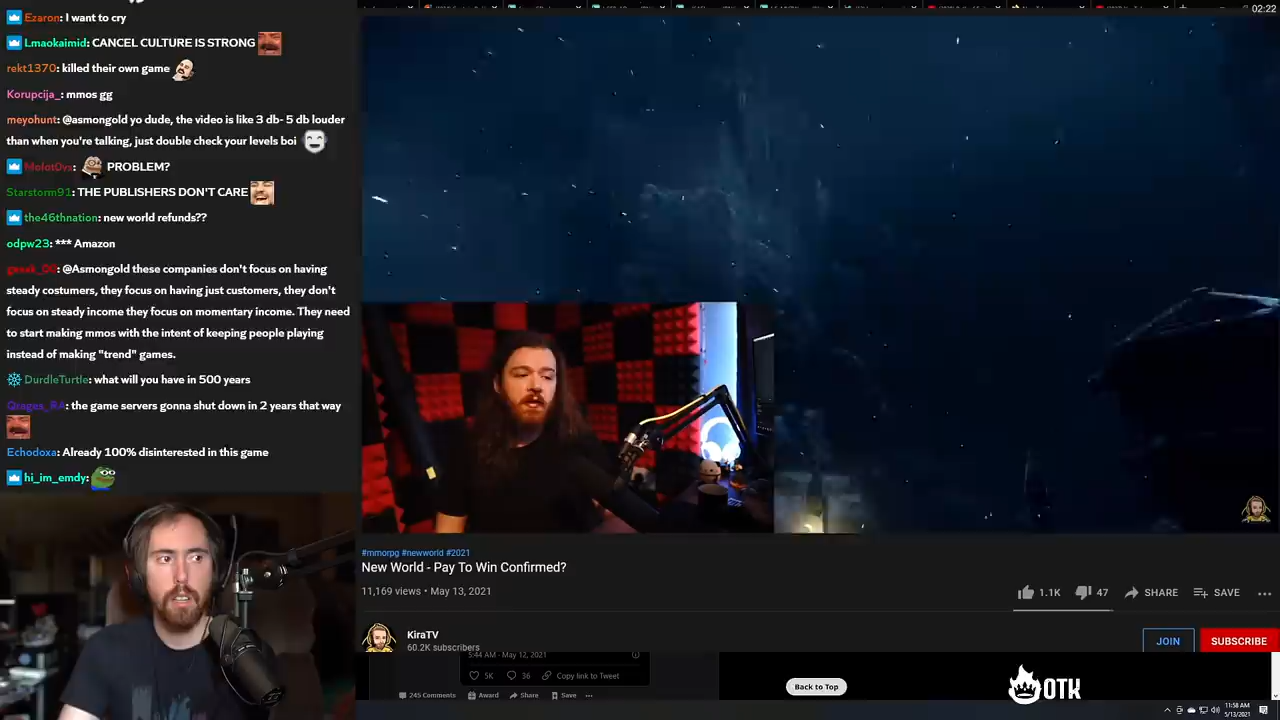 02:22
Ezaron: I want to cry
Lmaokaimid: CANCEL CULTURE IS STRONG
rekt1370: killed their own game
Korupcija_: mmos gg
meyohunt: @asmongold yo dude, the video is like 3 db- 5 db louder
than when you're talking, just double check your levels boi
PROBLEM?
Starstorm91: THE PUBLISHERS DON'T CARE
the46thnation: new world refunds??
odpw23: *** Amazon
@Asmongold these companies don't focus on having
steady costumers, they focus on having just customers, they don't
focus on steady income they focus on momentary income. They need
to start making mmos with the intent of keeping people playing
instead of making "trend" games.
DurdleTurtle: what will you have in 500 years
Qrages_RA: the game servers gonna shut down in 2 years that way
Echodoxa: Already 100% disinterested in this game
hi_im_emdy:
#mmorpg #newworld #2021
New World - Pay To Win Confirmed?
11,169 views • May 13, 2021
1.1K 47 SHARE SAVE
KiraTV
60.2K subscribers
JOIN SUBSCRIBE
5:44 AM - May 12, 2021
5K 36 Copy link to Tweet
245 Comments Award Share Save
Back to Top
OTK
11:58 AM
5/13/2021